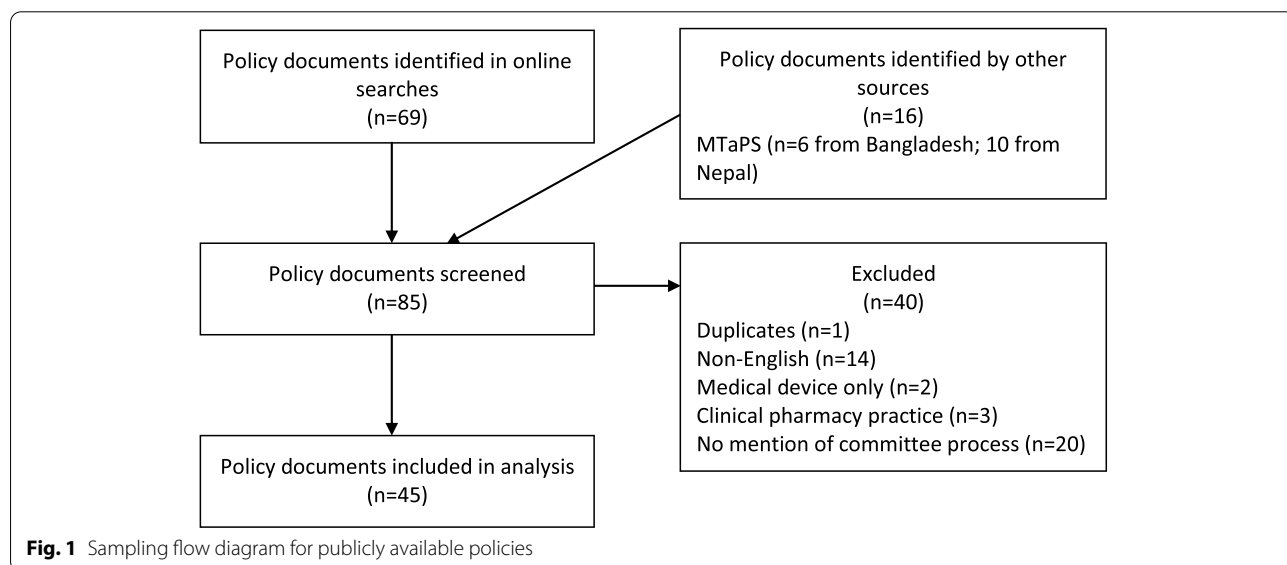 Policy documents identified in online
searches
(n=69)
Policy documents identified by other
sources
(n=16)
MTaPS (n=6 from Bangladesh; 10 from
Nepal)
Policy documents screened
(n=85)
Excluded
(n=40)
Duplicates (n=1)
Non-English (n=14)
Medical device only (n=2)
Clinical pharmacy practice (n=3)
No mention of committee process (n=20)
Policy documents included in analysis
(n=45)
Fig. 1 Sampling flow diagram for publicly available policies